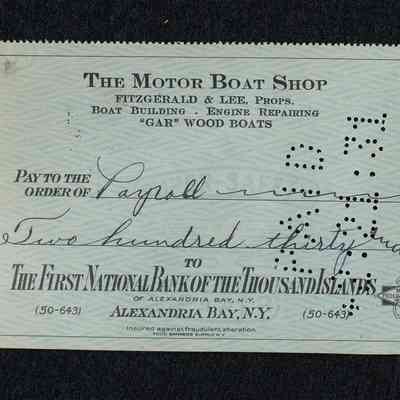 THE MOTOR BOAT SHOP
FITZGERALD & LEE, PROPS.
BOAT BUILDING . ENGINE REPAIRING
"GAR" WOOD BOATS
PAY TO THE
ORDER OF Payroll
Two hundred thirty
TO
THE FIRST NATIONAL BANK OF THE THOUSAND ISLANDS
OF ALEXANDRIA BAY, N.Y.
(50-643) ALEXANDRIA BAY, N.Y. (50-643)
Insured against fraudulent alteration
PAID